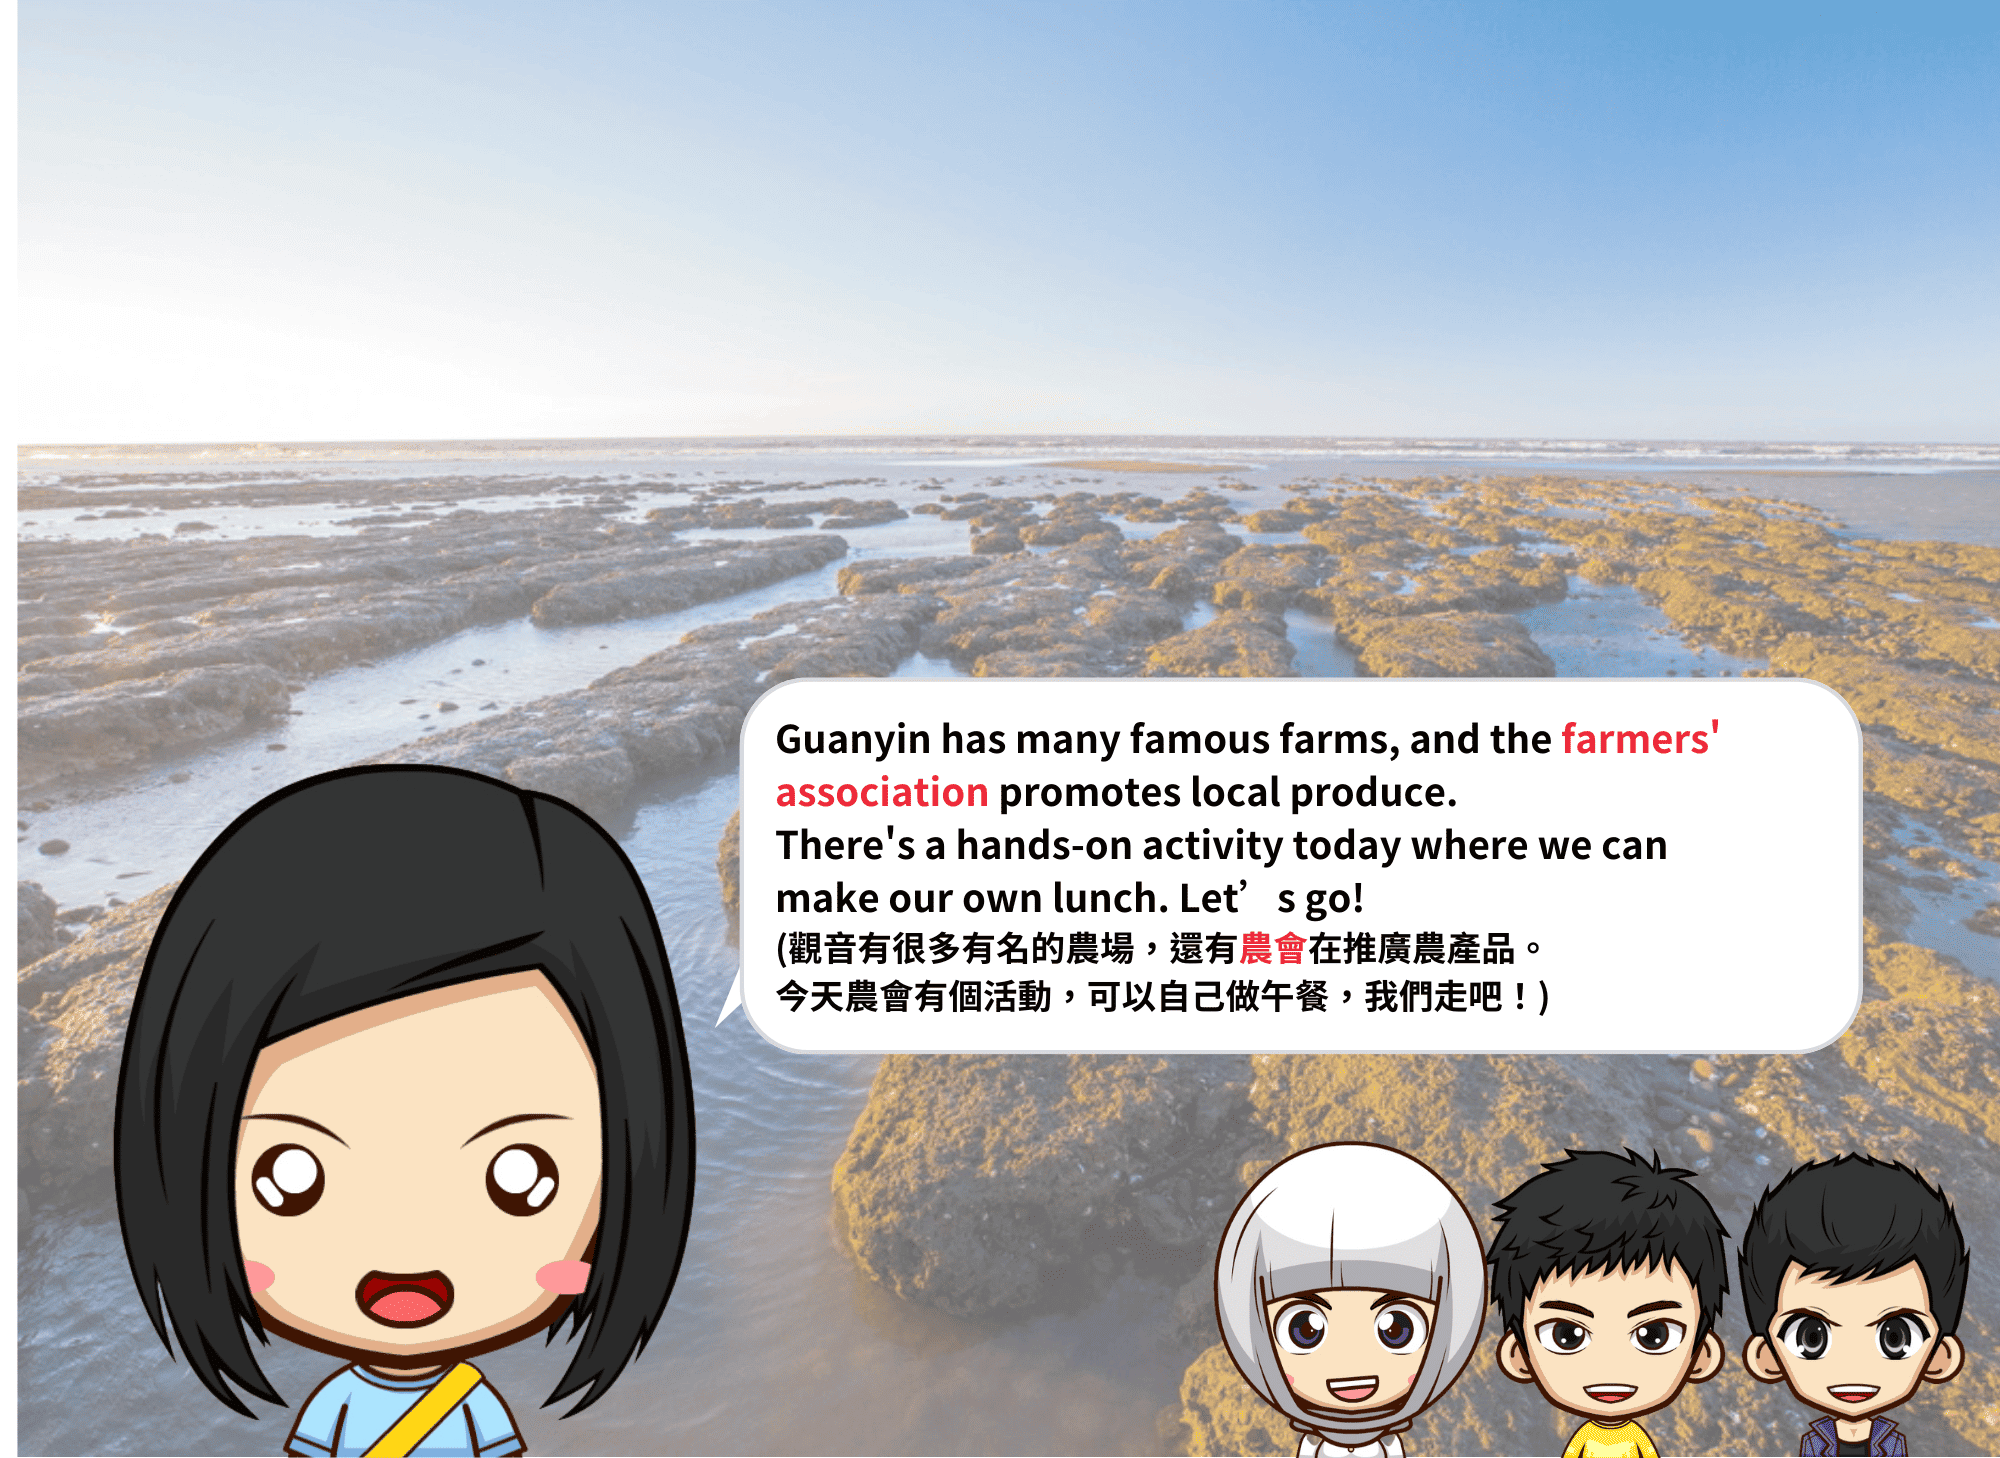 Guanyin has many famous farms, and the farmers'
association promotes local produce.
There's a hands-on activity today where we can
make our own lunch. Let’s go!
(觀音有很多有名的農場，還有農會在推廣農產品。
今天農會有個活動，可以自己做午餐，我們走吧！)